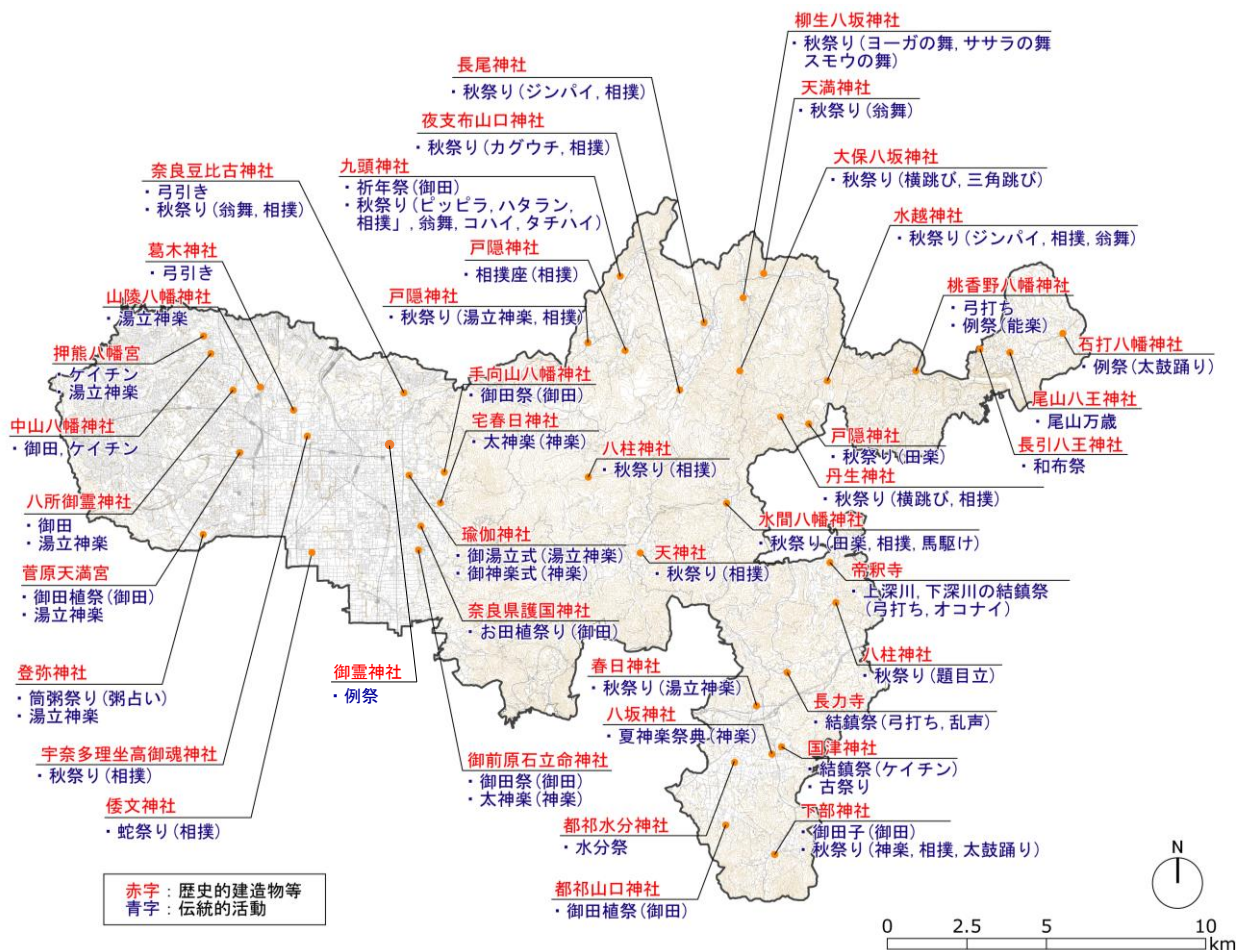 柳生八坂神社
・秋祭り(ヨーガの舞, ササラの舞
スモウの舞)
長尾神社
・秋祭り(ジンパイ, 相撲)
天満神社
・秋祭り(翁舞)
夜支布山口神社
・秋祭り(カグウチ, 相撲)
大保八坂神社
・秋祭り(横跳び, 三角跳び)
九頭神社
・祈年祭(御田)
・秋祭り(ピッピラ, ハタラン,
相撲」, 翁舞, コハイ, タチハイ)
奈良豆比古神社
・弓引き
・秋祭り(翁舞, 相撲)
水越神社
・秋祭り(ジンパイ, 相撲, 翁舞)
戸隠神社
・相撲座(相撲)
葛木神社
・弓引き
桃香野八幡神社
・弓打ち
・例祭(能楽)
戸隠神社
・秋祭り(湯立神楽, 相撲)
山陵八幡神社
・湯立神楽
石打八幡神社
・例祭(太鼓踊り)
押熊八幡宮
・ケイチン
・湯立神楽
手向山八幡神社
・御田祭(御田)
尾山八王神社
・尾山万歳
中山八幡神社
・御田, ケイチン
宅春日神社
・太神楽(神楽)
戸隠神社
・秋祭り(田楽)
長引八王神社
・和布祭
八柱神社
・秋祭り(相撲)
丹生神社
・秋祭り(横跳び, 相撲)
八所御霊神社
・御田
・湯立神楽
水間八幡神社
・秋祭り(田楽, 相撲, 馬駆け)
瑜伽神社
・御湯立式(湯立神楽)
・御神楽式(神楽)
天神社
・秋祭り(相撲)
帝釈寺
・上深川, 下深川の結鎮祭
(弓打ち, オコナイ)
菅原天満宮
・御田植祭(御田)
・湯立神楽
奈良県護国神社
・お田植祭り(御田)
八柱神社
・秋祭り(題目立)
登弥神社
・筒粥祭り(粥占い)
・湯立神楽
御霊神社
・例祭
春日神社
・秋祭り(湯立神楽)
長力寺
・結鎮祭(弓打ち, 乱声)
八坂神社
・夏神楽祭典(神楽)
宇奈多理坐高御魂神社
・秋祭り(相撲)
御前原石立命神社
・御田祭(御田)
・太神楽(神楽)
国津神社
・結鎮祭(ケイチン)
・古祭り
倭文神社
・蛇祭り(相撲)
都祁水分神社
・水分祭
下部神社
・御田子(御田)
・秋祭り(神楽, 相撲, 太鼓踊り)
都祁山口神社
・御田植祭(御田)
赤字：歴史的建造物等
青字：伝統的活動
N
0 2.5 5 10
km